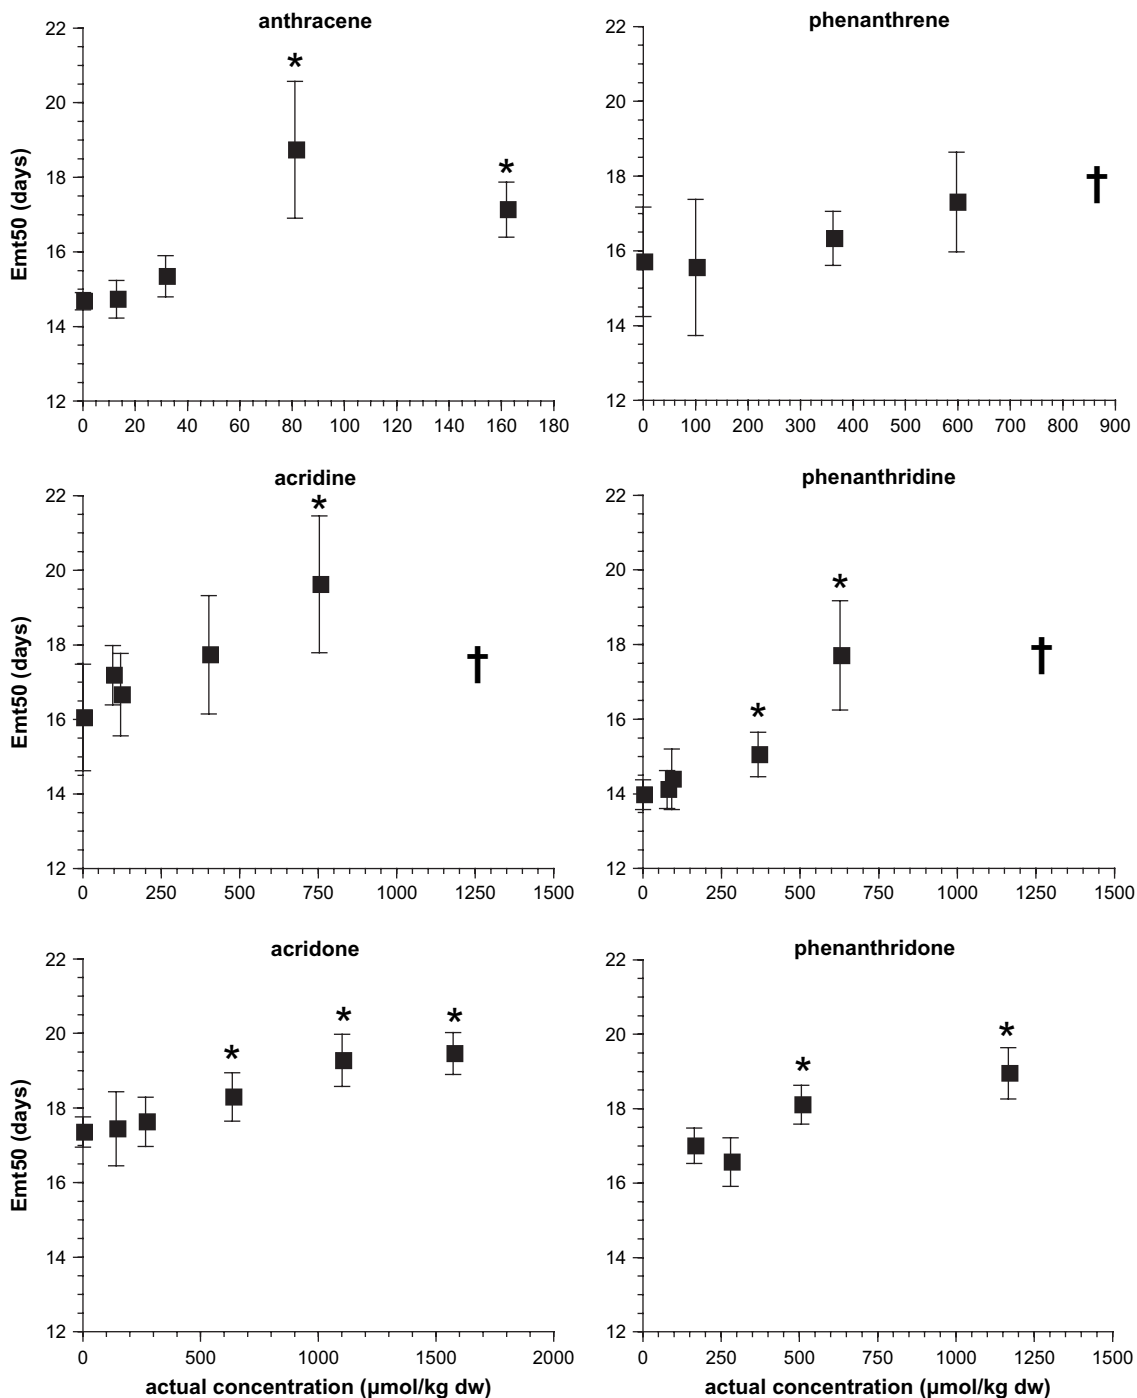 anthracene
22
20
18
16
14
12
Emt50 (days)
*
*
0 20 40 60 80 100 120 140 160 180
phenanthrene
22
20
18
16
14
12
†
0 100 200 300 400 500 600 700 800 900
acridine
22
20
18
16
14
12
Emt50 (days)
*
†
0 250 500 750 1000 1250 1500
phenanthridine
22
20
18
16
14
12
*
*
†
0 250 500 750 1000 1250 1500
acridone
22
20
18
16
14
12
Emt50 (days)
*
*
*
0 500 1000 1500 2000
actual concentration (µmol/kg dw)
phenanthridone
22
20
18
16
14
12
*
*
0 250 500 750 1000 1250 1500
actual concentration (µmol/kg dw)